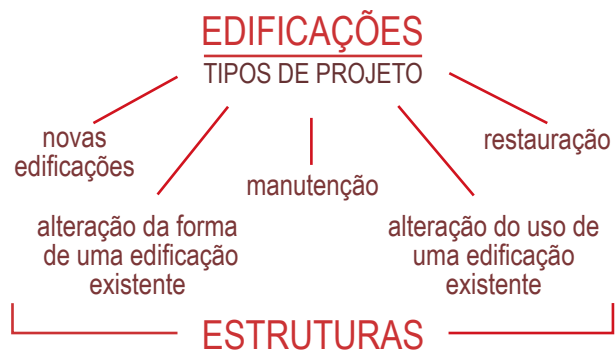 EDIFICAÇÕES
TIPOS DE PROJETO
novas
edificações
alteração da forma
de uma edificação
existente
manutenção
alteração do uso de
uma edificação
existente
restauração
ESTRUTURAS